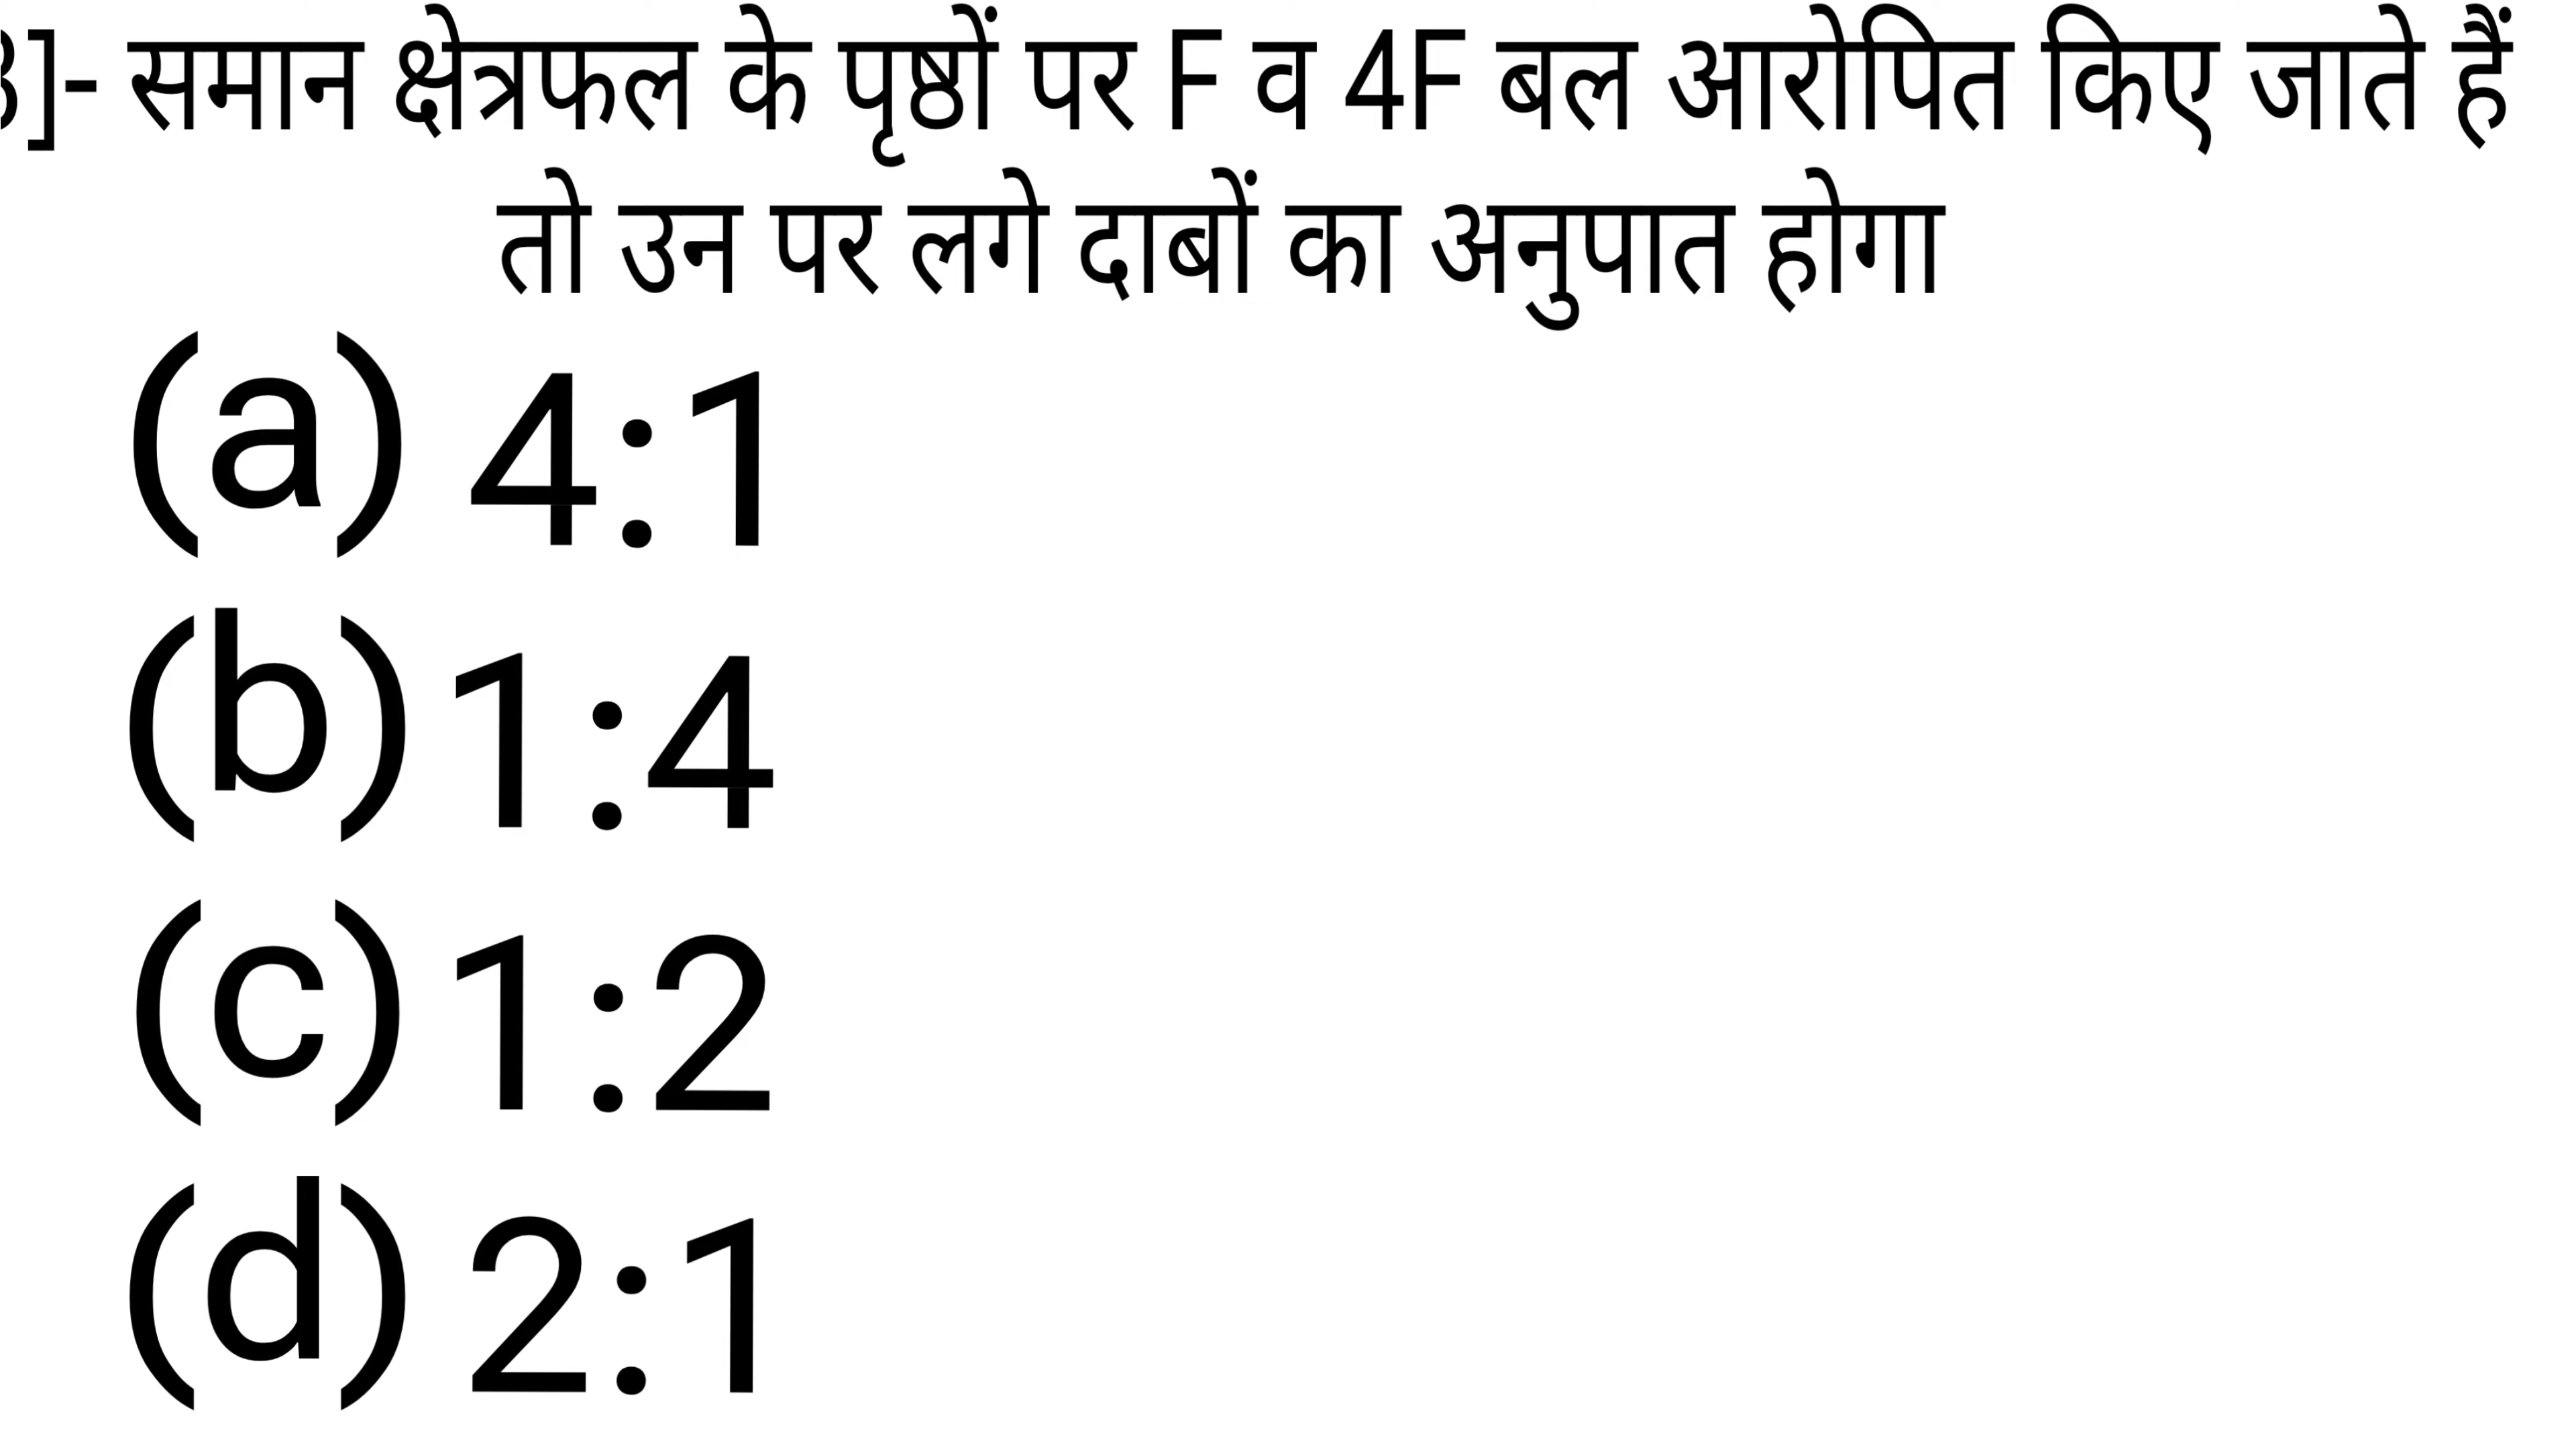 3]- समान क्षेत्रफल के पृष्ठों पर F व 4F बल आरोपित किए जाते हैं
तो उन पर लगे दाबों का अनुपात होगा
(a) 4:1
(b) 1:4
(c) 1:2
(d) 2:1